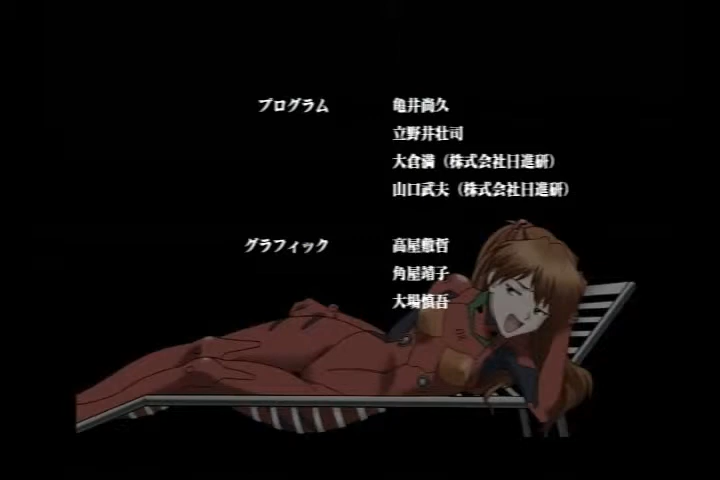 プログラム 亀井尚久
立野井壮司
大倉満（株式会社日進研）
山口武夫（株式会社日進研）
グラフィック 高屋敷哲
角屋靖子
大場慎吾